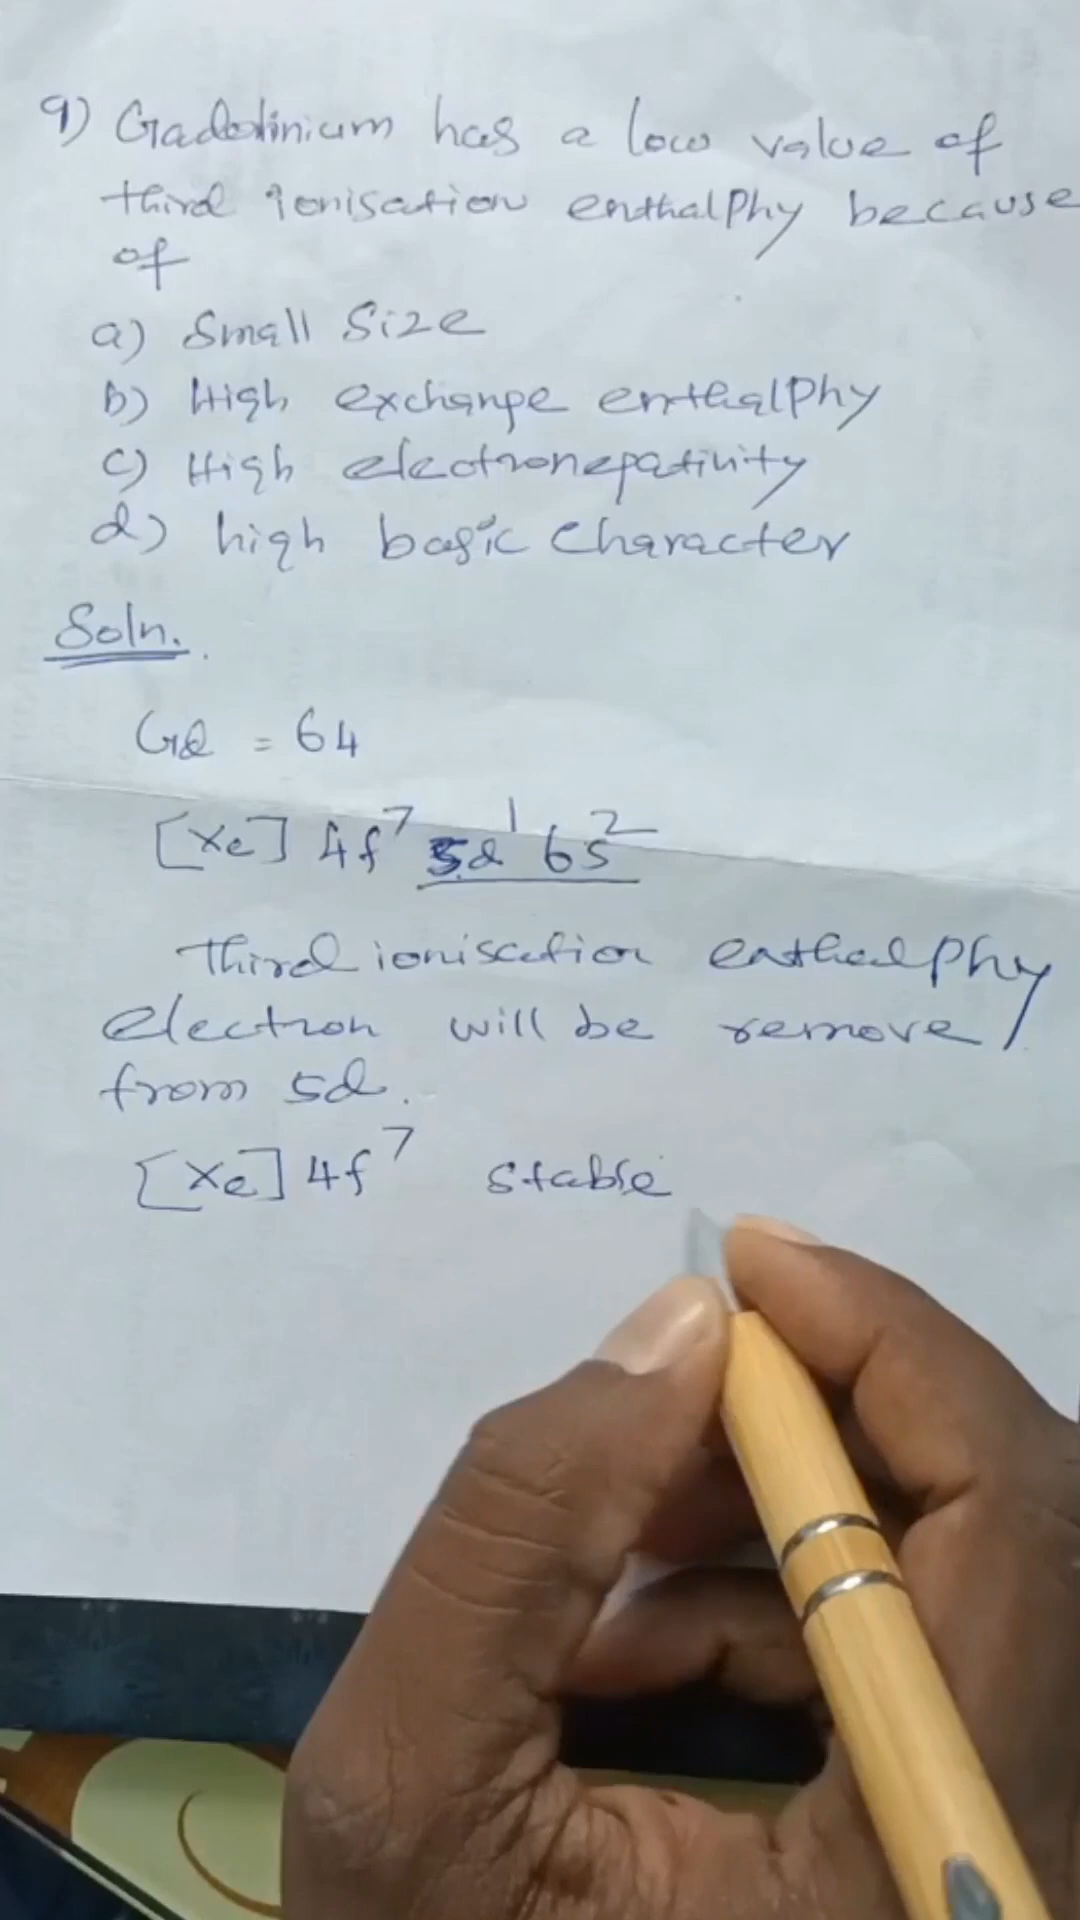 9) Gadolinium has a low value of
third ionisation enthalphy because
of
a) Small Size
b) High exchange enthalphy
c) High electronegativity
d) high basic character
Soln.
Gd = 64
[Xe] 4f⁷ 5d¹ 6s²
Third ionisation enthalphy
electron will be remove
from 5d.
[Xe] 4f⁷ stable